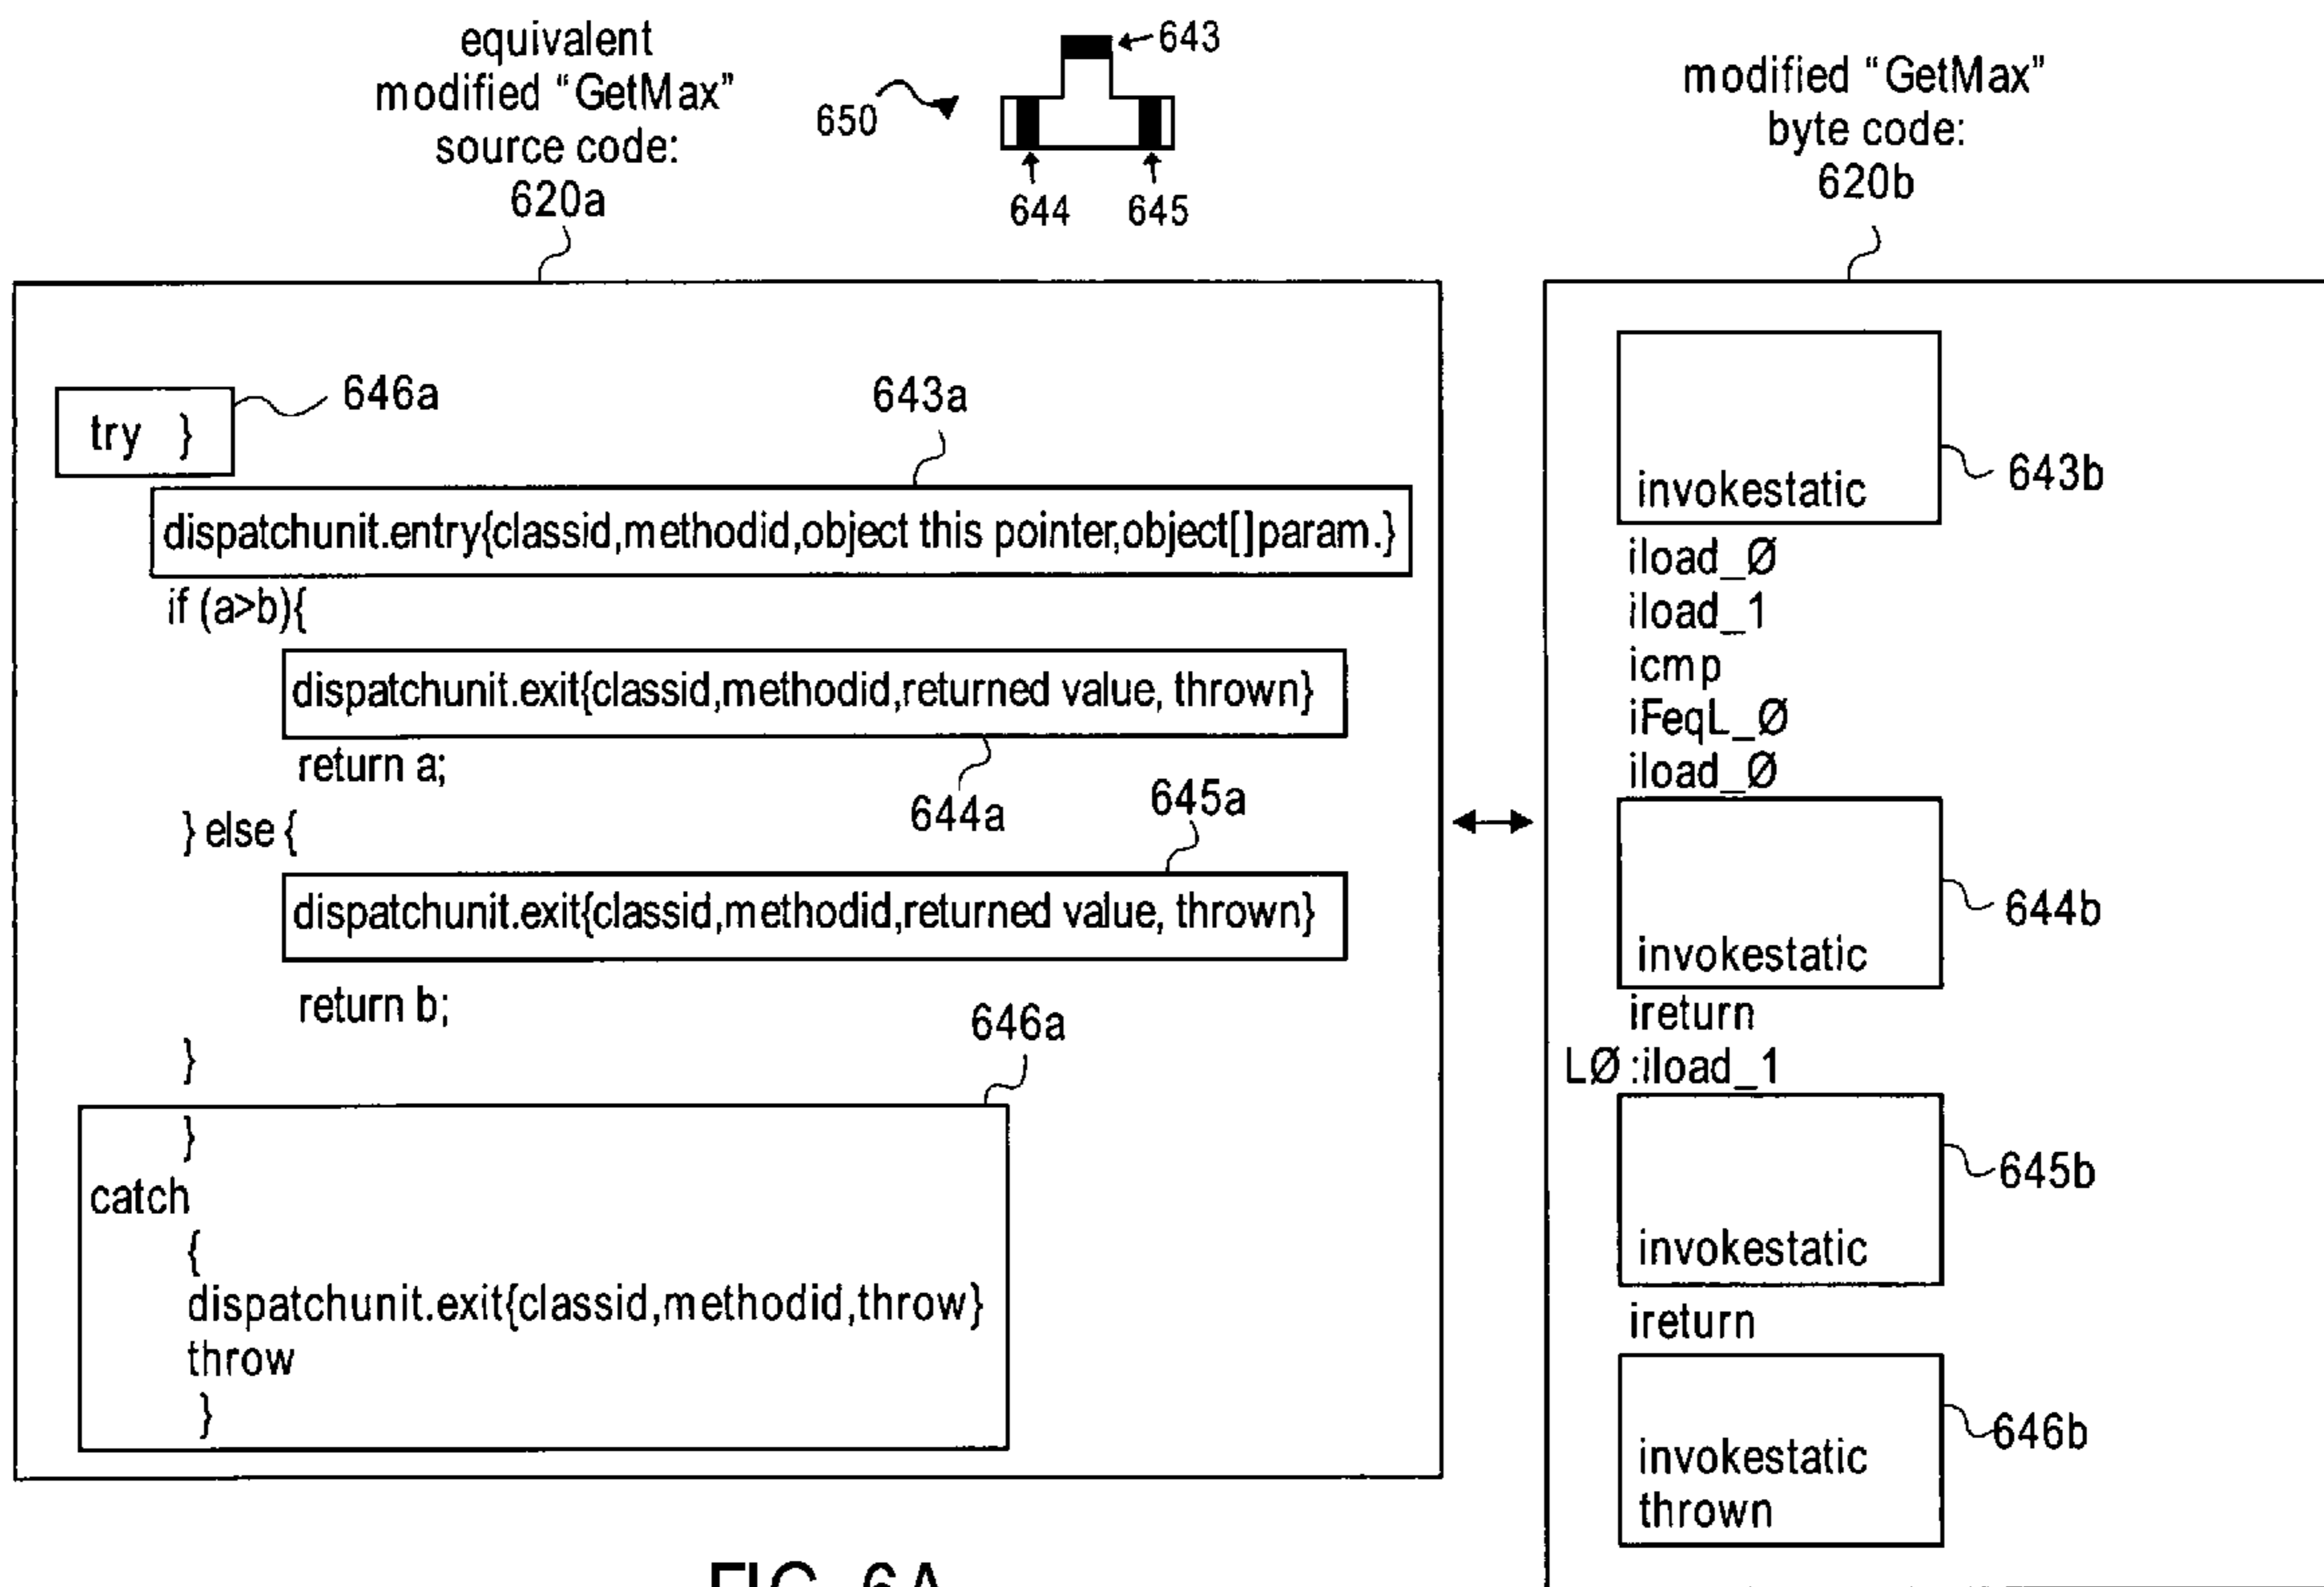 equivalent
modified “GetMax”
source code:
620a
650
643
644
645
modified “GetMax”
byte code:
620b
646a
try }
643a
dispatchunit.entry{classid,methodid,object this pointer,object[]param.}
if (a>b){
dispatchunit.exit{classid,methodid,returned value, thrown}
return a;
644a
645a
} else {
dispatchunit.exit{classid,methodid,returned value, thrown}
return b;
646a
}
}
catch
{
dispatchunit.exit{classid,methodid,throw}
throw
}
invokestatic
643b
iload_Ø
iload_1
icmp
iFeqL_Ø
iload_Ø
invokestatic
644b
ireturn
LØ :iload_1
645b
invokestatic
ireturn
646b
invokestatic
thrown
FIG. 6A